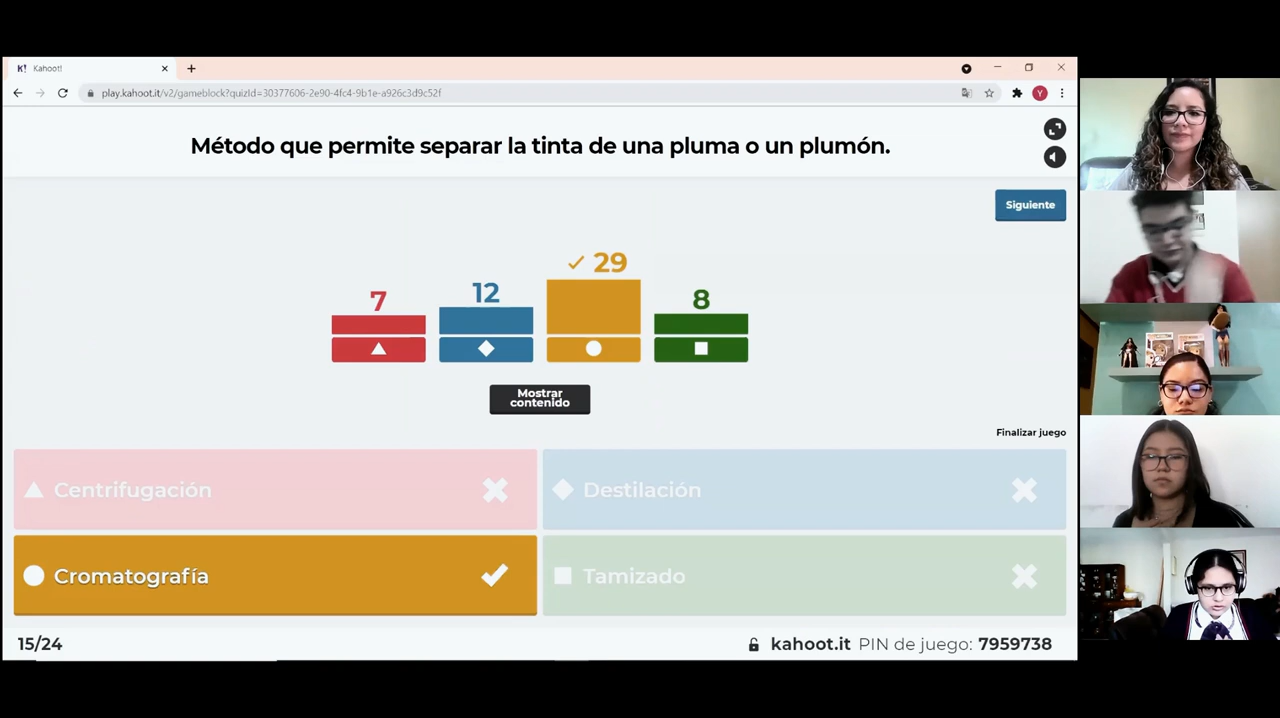 K! Kahoot!
play.kahoot.it/v2/gameblock?quizId=30377606-2e90-4fc4-9b1e-a926c3d9c52f
Y
Método que permite separar la tinta de una pluma o un plumón.
Siguiente
7
12
29
8
Mostrar
contenido
Finalizar juego
Centrifugación
Destilación
Cromatografía
Tamizado
15/24
kahoot.it PIN de juego: 7959738